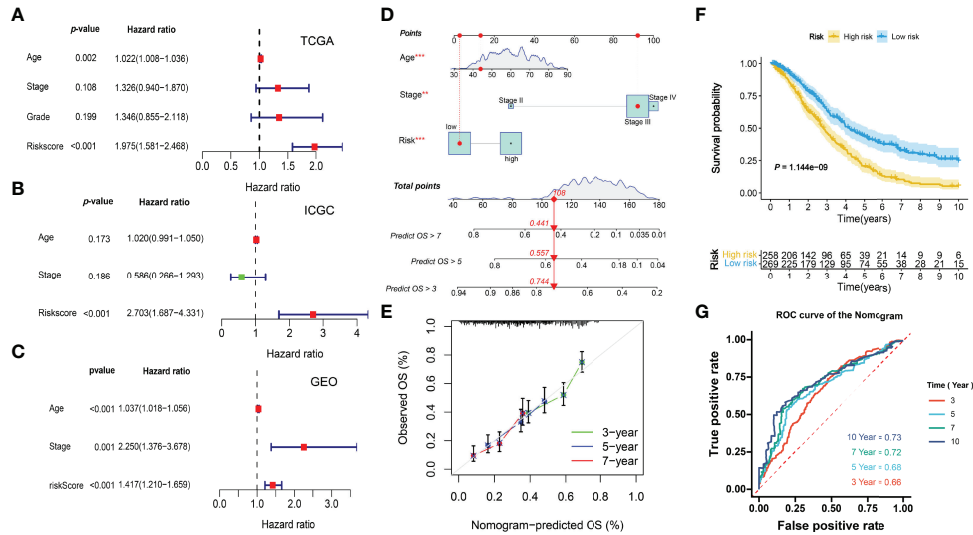 A
p-value Hazard ratio
TCGA
Age 0.002 1.022(1.008−1.036)
Stage 0.108 1.326(0.940−1.870)
Grade 0.199 1.346(0.855−2.118)
Riskscore <0.001 1.975(1.581−2.468)
0.0 0.5 1.0 1.5 2.0
Hazard ratio
B
p-value Hazard ratio
ICGC
Age 0.173 1.020(0.991−1.050)
Stage 0.186 0.586(0.266−1.293)
Riskscore <0.001 2.703(1.687−4.331)
0 1 2 3 4
Hazard ratio
C
pvalue Hazard ratio
GEO
Age <0.001 1.037(1.018−1.056)
Stage 0.001 2.250(1.376−3.678)
riskScore <0.001 1.417(1.210−1.659)
0.0 1.0 2.0 3.0
Hazard ratio
D
Points
0 20 40 60 80 100
Age***
30 35 40 45 50 55 60 65 70 75 80 85 90
Stage**
Stage II
Stage III
Stage IV
Risk***
low
high
Total points
108
40 60 80 100 120 140 160 180
0.441
Predict OS > 7
0.8 0.6 0.4 0.2 0.1 0.035 0.01
0.557
Predict OS > 5
0.8 0.6 0.4 0.18 0.1 0.04
0.744
Predict OS > 3
0.94 0.9 0.86 0.8 0.6 0.4 0.2
E
Observed OS (%)
0.0 0.2 0.4 0.6 0.8 1.0
3-year
5-year
7-year
0.0 0.2 0.4 0.6 0.8 1.0
Nomogram−predicted OS (%)
F
Risk High risk Low risk
Survival probability
1.00
0.75
0.50
0.25
0.00
P = 1.144e−09
0 1 2 3 4 5 6 7 8 9 10
Time(years)
Risk
High risk 258 206 142 96 65 39 21 14 9 9 6
Low risk 269 225 179 129 95 74 55 38 28 21 15
0 1 2 3 4 5 6 7 8 9 10
Time(years)
G
ROC curve of the Nomogram
True positive rate
1.00
0.75
0.50
0.25
0.00
10 Year = 0.73
7 Year = 0.72
5 Year = 0.68
3 Year = 0.66
0.00 0.25 0.50 0.75 1.00
False positive rate
Time ( Year )
3
5
7
10